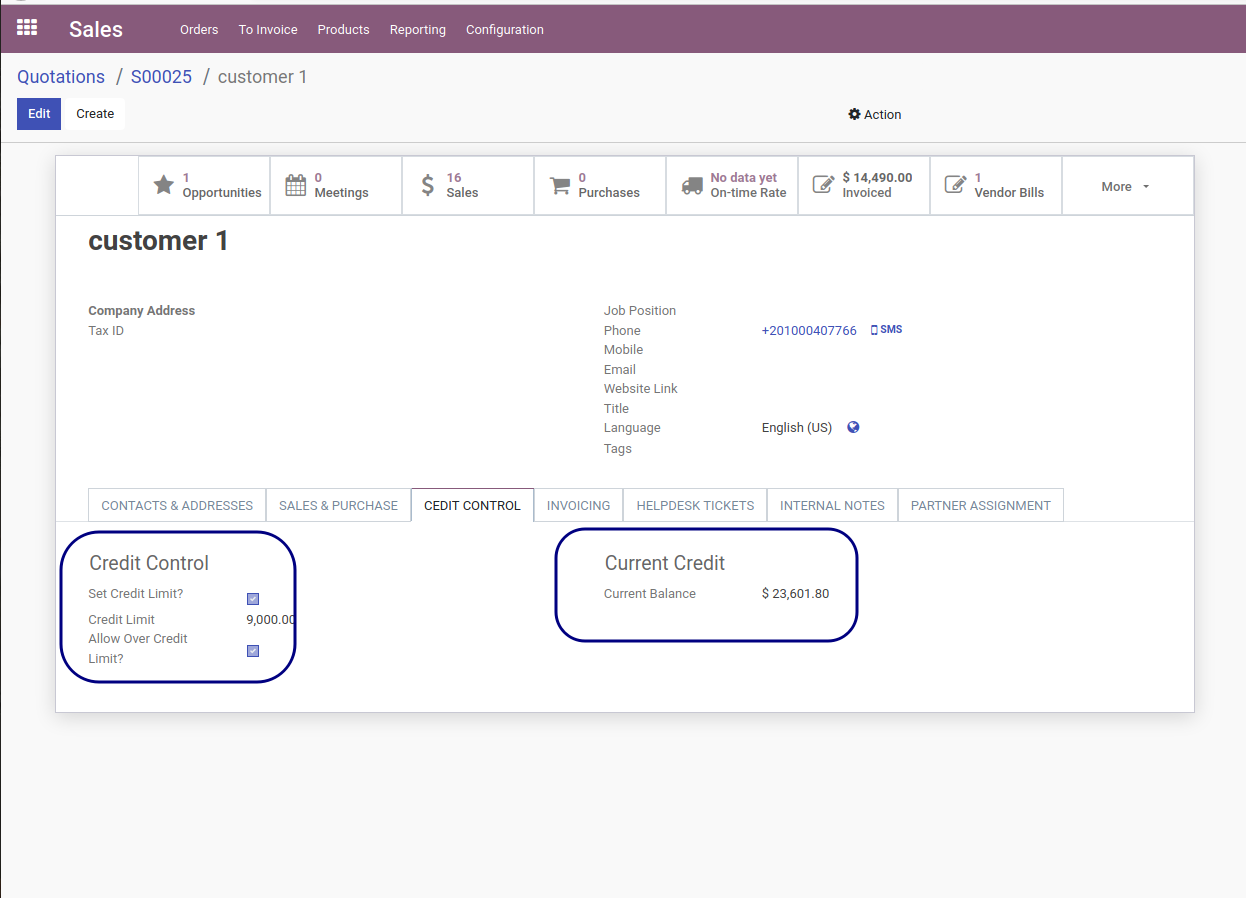 Sales Orders To Invoice Products Reporting Configuration
Quotations / S00025 / customer 1
Edit Create Action
1 Opportunities
0 Meetings
16 Sales
0 Purchases
No data yet On-time Rate
$ 14,490.00 Invoiced
1 Vendor Bills
More
customer 1
Company Address
Tax ID
Job Position
Phone +201000407766 SMS
Mobile
Email
Website Link
Title
Language English (US)
Tags
CONTACTS & ADDRESSES SALES & PURCHASE CEDIT CONTROL INVOICING HELPDESK TICKETS INTERNAL NOTES PARTNER ASSIGNMENT
Credit Control
Set Credit Limit?
Credit Limit 9,000.00
Allow Over Credit
Limit?
Current Credit
Current Balance $ 23,601.80